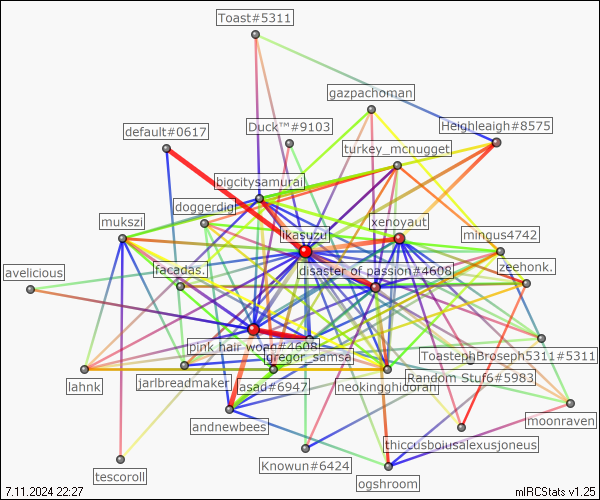 Toast#5311
gazpachoman
Duck™#9103
Heighleigh#8575
default#0617
turkey_mcnugget
bigcitysamurai
doggerdig
xenoyaut
mukszi
ikasuzu
mingus4742
avelicious
facadas.
disaster of passion#4608
zeehonk.
pink hair wong#4608
gregor_samsa
ToastephBroseph5311#5311
lahnk
jarlbreadmaker
asad#6947
neokingghidorah
Random Stuf6#5983
andnewbees
moonraven
thiccusboiusalexusjoneus
Knowun#6424
tescoroll
ogshroom
7.11.2024 22:27
mIRCStats v1.25